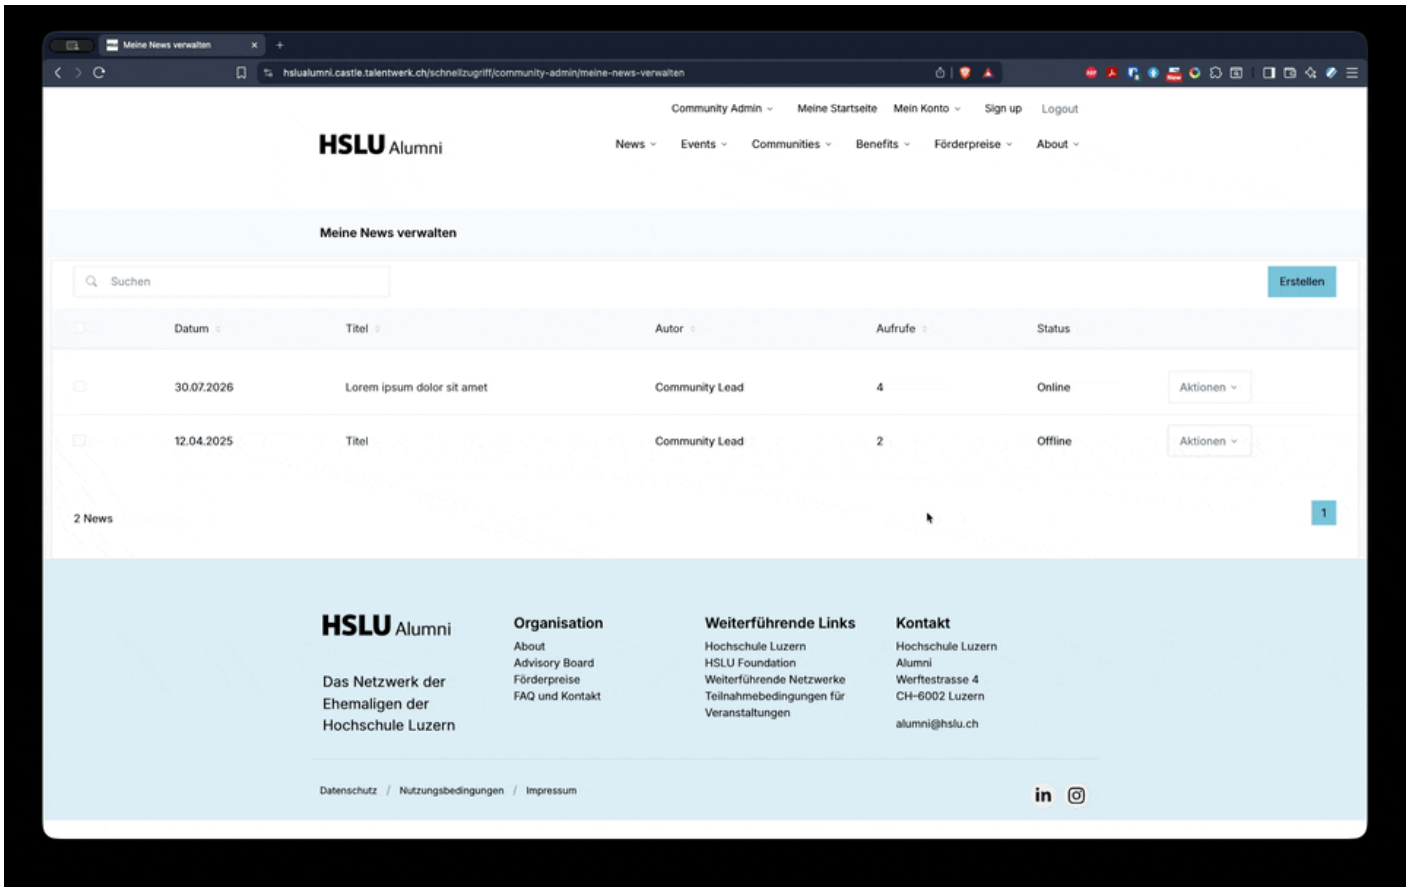 Meine News verwalten
hslualumni.castle.talentwerk.ch/schnellzugriff/community-admin/meine-news-verwalten
Community Admin Meine Startseite Mein Konto Sign up Logout
HSLU Alumni
News Events Communities Benefits Förderpreise About
Meine News verwalten
Suchen
Erstellen
Datum Titel Autor Aufrufe Status
30.07.2026 Lorem ipsum dolor sit amet Community Lead 4 Online Aktionen
12.04.2025 Titel Community Lead 2 Offline Aktionen
2 News
1
HSLU Alumni
Das Netzwerk der
Ehemaligen der
Hochschule Luzern
Organisation
About
Advisory Board
Förderpreise
FAQ und Kontakt
Weiterführende Links
Hochschule Luzern
HSLU Foundation
Weiterführende Netzwerke
Teilnahmebedingungen für
Veranstaltungen
Kontakt
Hochschule Luzern
Alumni
Werftestrasse 4
CH-6002 Luzern
alumni@hslu.ch
Datenschutz / Nutzungsbedingungen / Impressum
in